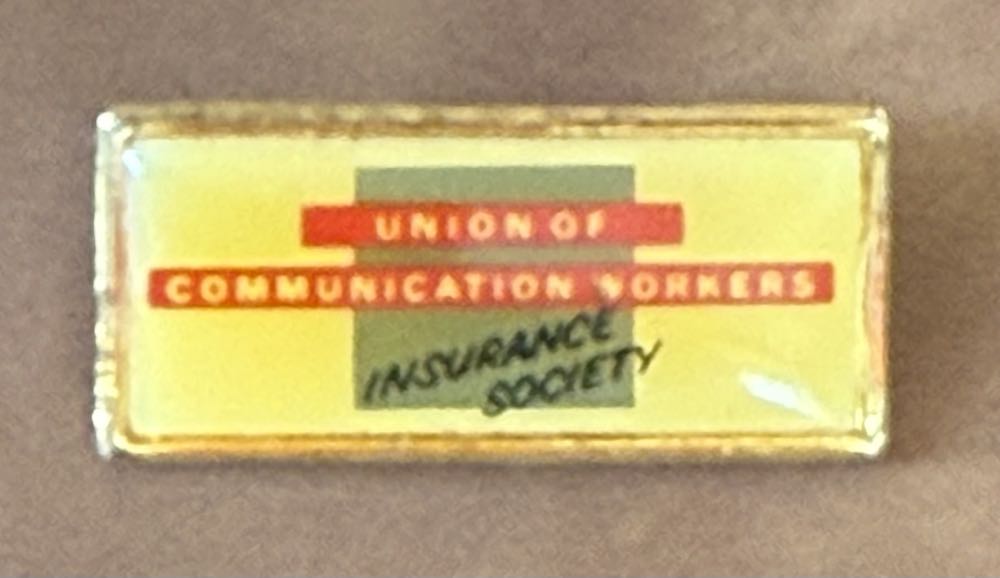 UNION OF
COMMUNICATION WORKERS
INSURANCE
SOCIETY